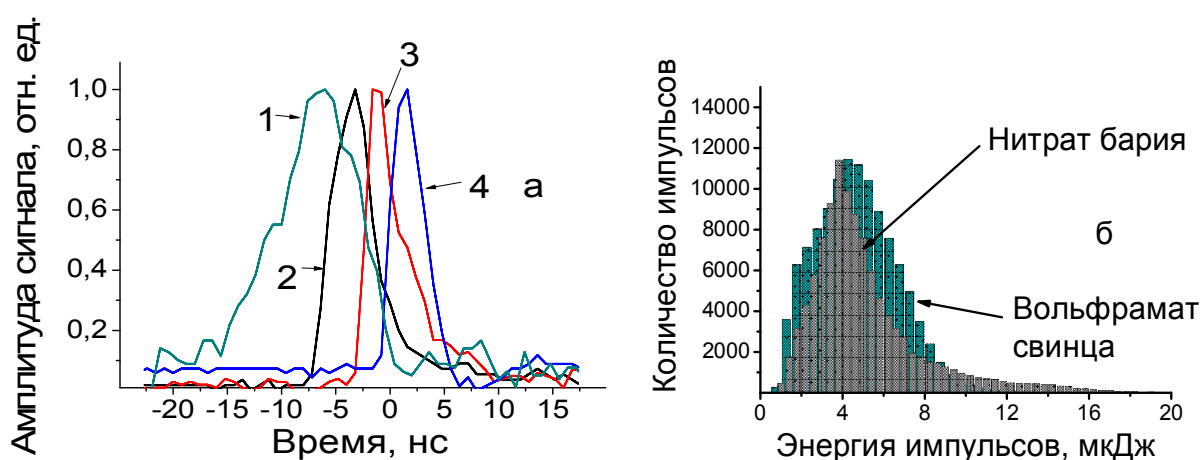 Амплитуда сигнала, отн. ед.
1,0
0,8
0,6
0,4
0,2
1
2
3
4
а
-20 -15 -10 -5 0 5 10 15
Время, нс
Количество импульсов
14000
12000
10000
8000
6000
4000
2000
Нитрат бария
б
Вольфрамат
свинца
0 4 8 12 16 20
Энергия импульсов, мкДж